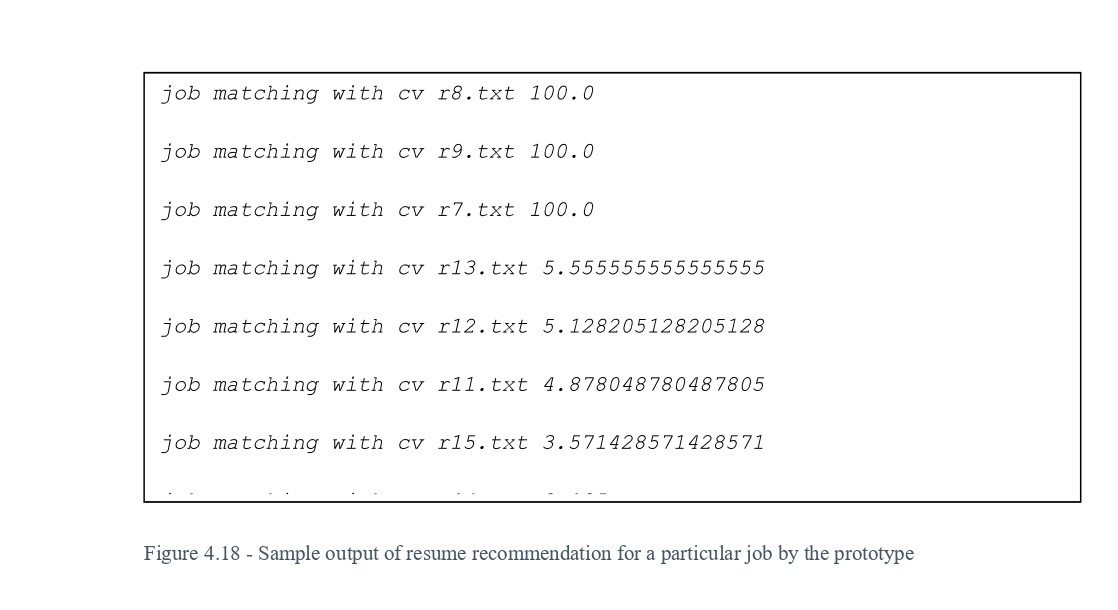 job matching with cv r8.txt 100.0
job matching with cv r9.txt 100.0
job matching with cv r7.txt 100.0
job matching with cv r13.txt 5.555555555555555
job matching with cv r12.txt 5.128205128205128
job matching with cv r11.txt 4.878048780487805
job matching with cv r15.txt 3.571428571428571
Figure 4.18 - Sample output of resume recommendation for a particular job by the prototype